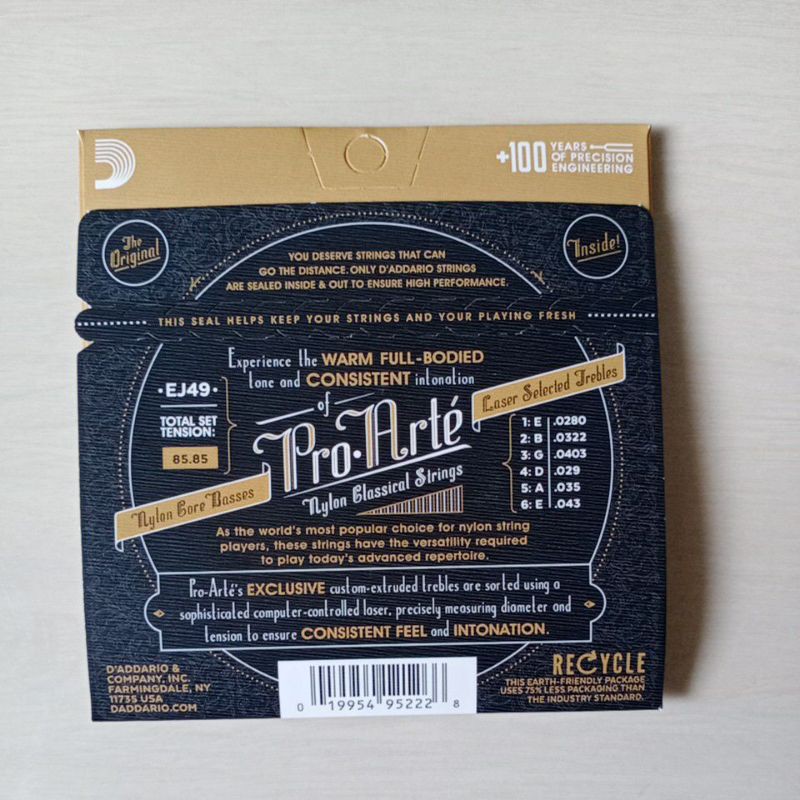 +100 YEARS
OF PRECISION
ENGINEERING
The
Original
Inside!
YOU DESERVE STRINGS THAT CAN
GO THE DISTANCE. ONLY D'ADDARIO STRINGS
ARE SEALED INSIDE & OUT TO ENSURE HIGH PERFORMANCE.
THIS SEAL HELPS KEEP YOUR STRINGS AND YOUR PLAYING FRESH
Experience the WARM FULL-BODIED
tone and CONSISTENT intonation
of
Pro·Arté
Nylon Classical Strings
·EJ49·
TOTAL SET
TENSION:
85.85
Nylon Core Basses
Laser Selected Trebles
1: E .0280
2: B .0322
3: G .0403
4: D .029
5: A .035
6: E .043
As the world's most popular choice for nylon string
players, these strings have the versatility required
to play today's advanced repertoire.
Pro-Arté's EXCLUSIVE custom-extruded trebles are sorted using a
sophisticated computer-controlled laser, precisely measuring diameter and
tension to ensure CONSISTENT FEEL and INTONATION.
D'ADDARIO &
COMPANY, INC.
FARMINGDALE, NY
11735 USA
DADDARIO.COM
0 19954 95222 8
RECYCLE
THIS EARTH-FRIENDLY PACKAGE
USES 75% LESS PACKAGING THAN
THE INDUSTRY STANDARD.